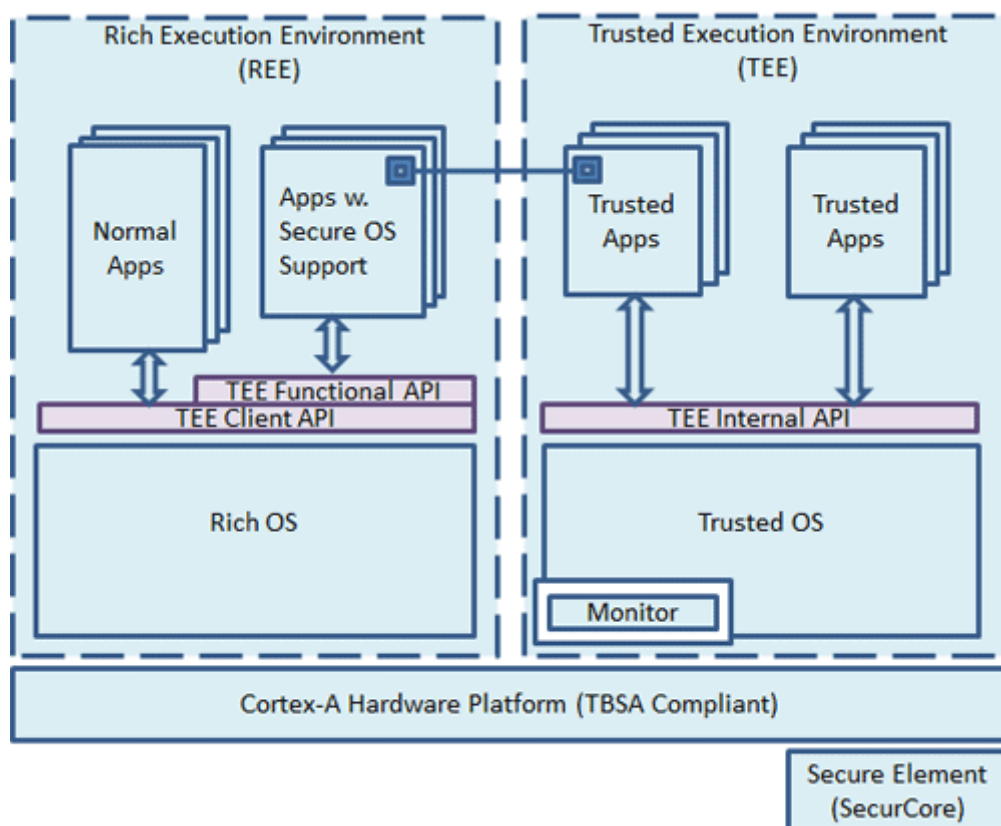 Rich Execution Environment
(REE)
Trusted Execution Environment
(TEE)
Normal
Apps
Apps w.
Secure OS
Support
Trusted
Apps
Trusted
Apps
TEE Functional API
TEE Client API
TEE Internal API
Rich OS
Trusted OS
Monitor
Cortex-A Hardware Platform (TBSA Compliant)
Secure Element
(SecurCore)